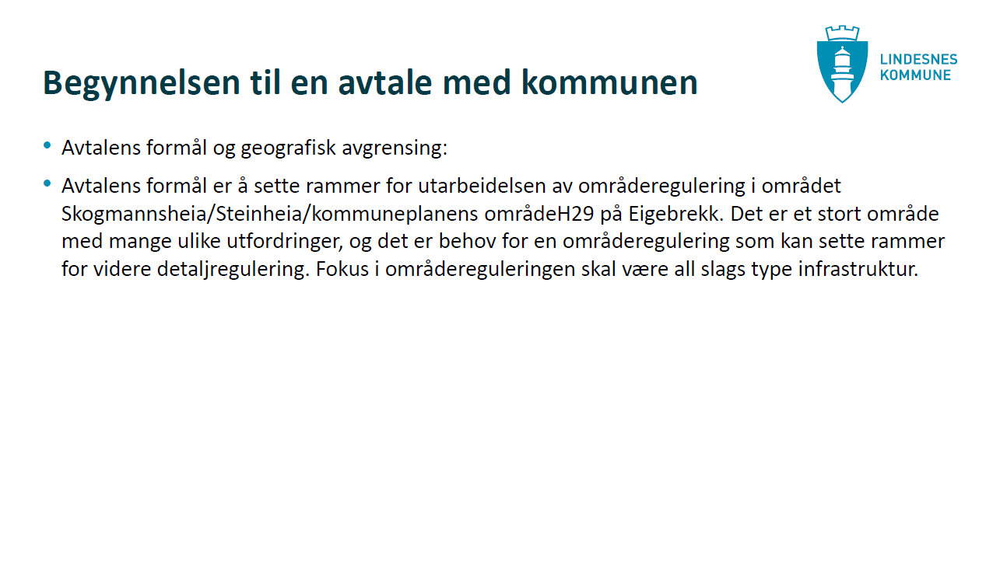 LINDESNES
KOMMUNE
Begynnelsen til en avtale med kommunen
• Avtalens formål og geografisk avgrensing:
• Avtalens formål er å sette rammer for utarbeidelsen av områderegulering i området
Skogmannsheia/Steinheia/kommuneplanens områdeH29 på Eigebrekk. Det er et stort område
med mange ulike utfordringer, og det er behov for en områderegulering som kan sette rammer
for videre detaljregulering. Fokus i områdereguleringen skal være all slags type infrastruktur.